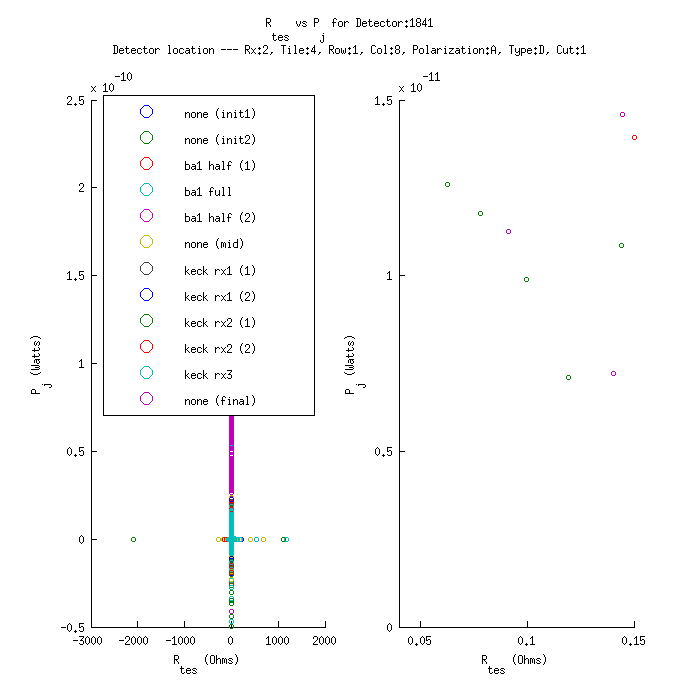 R_tes vs P_j for Detector:1841
Detector location --- Rx:2, Tile:4, Row:1, Col:8, Polarization:A, Type:D, Cut:1
x 10^-10
2.5
2
1.5
1
0.5
0
-0.5
-3000 -2000 -1000 0 1000 2000
P_j (Watts)
R_tes (Ohms)
none (init1)
none (init2)
ba1 half (1)
ba1 full
ba1 half (2)
none (mid)
keck rx1 (1)
keck rx1 (2)
keck rx2 (1)
keck rx2 (2)
keck rx3
none (final)
x 10^-11
1.5
1
0.5
0
0.05 0.1 0.15
P_j (Watts)
R_tes (Ohms)